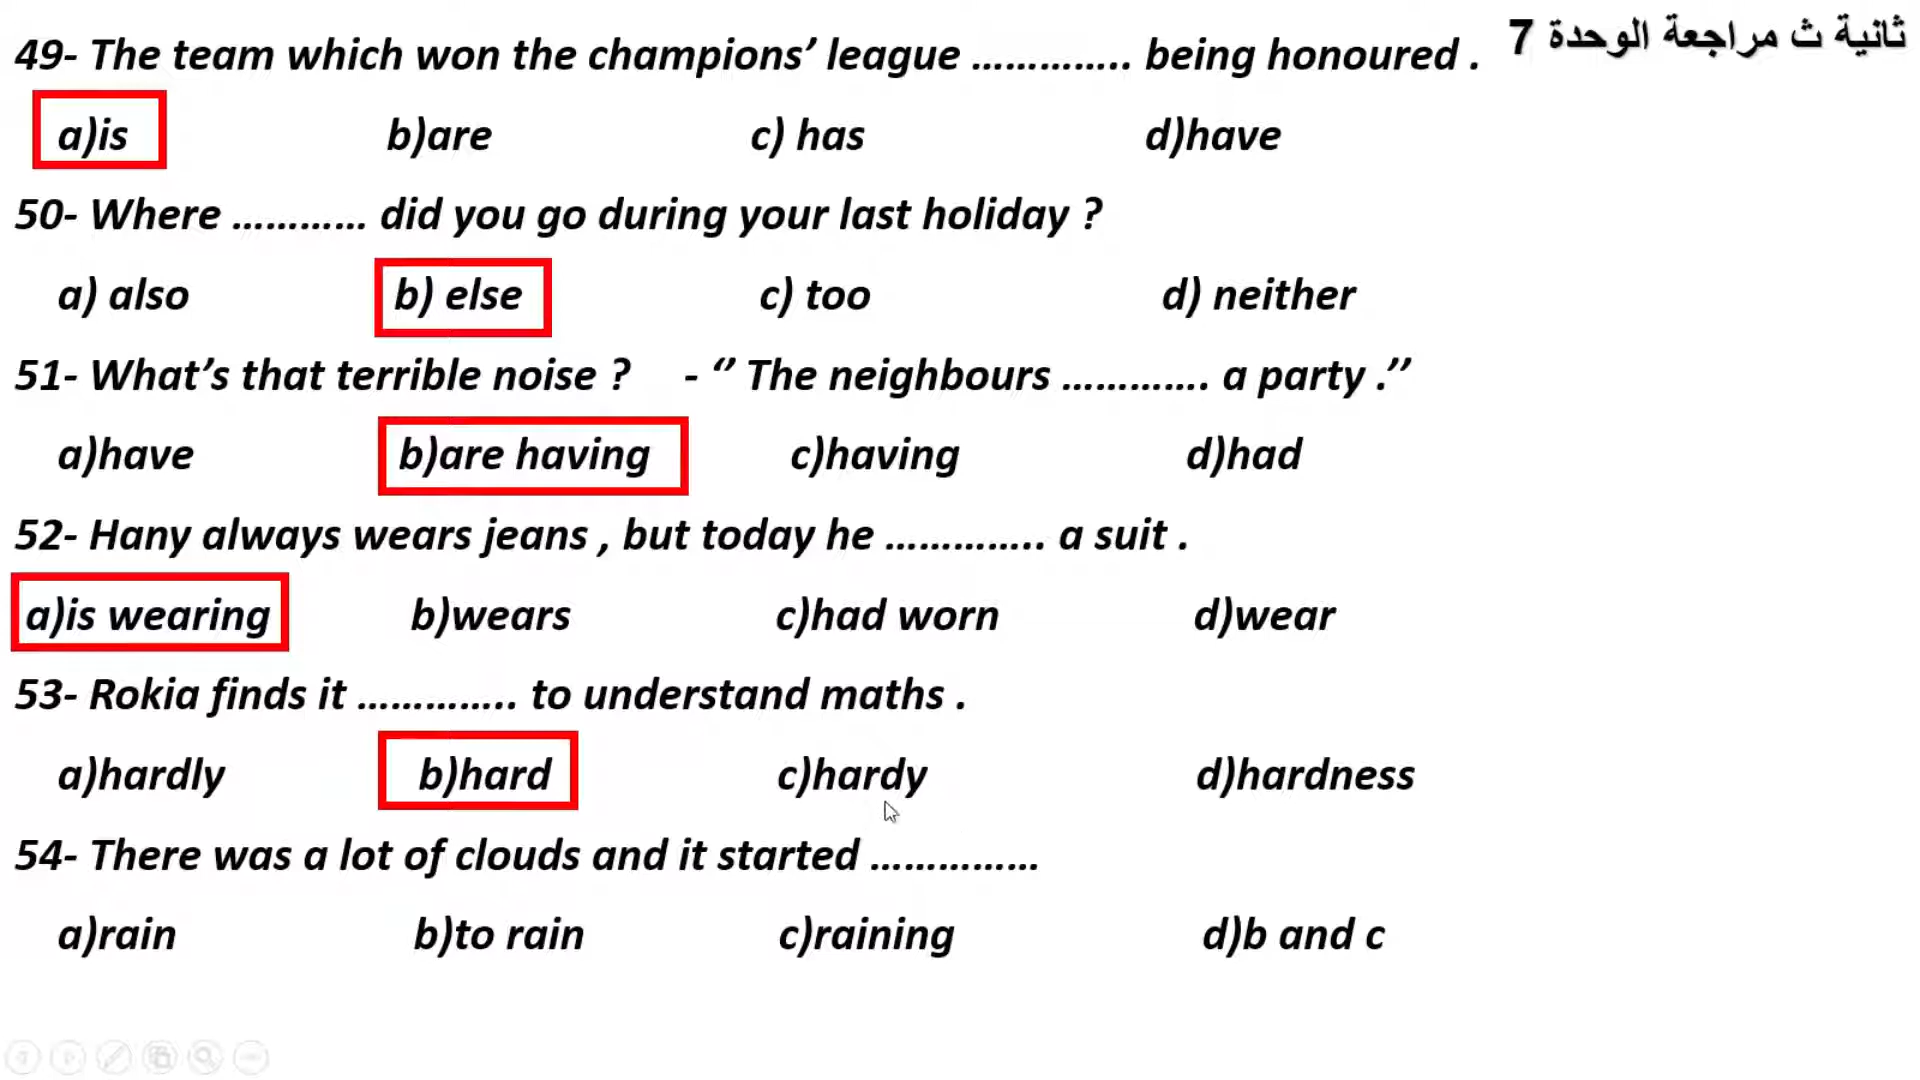 ثانية ث مراجعة الوحدة 7
49- The team which won the champions’ league ………….. being honoured .
a)is b)are c) has d)have
50- Where ………… did you go during your last holiday ?
a) also b) else c) too d) neither
51- What’s that terrible noise ? - ‘’ The neighbours …………. a party .’’
a)have b)are having c)having d)had
52- Hany always wears jeans , but today he ………….. a suit .
a)is wearing b)wears c)had worn d)wear
53- Rokia finds it ………….. to understand maths .
a)hardly b)hard c)hardy d)hardness
54- There was a lot of clouds and it started ……………
a)rain b)to rain c)raining d)b and c